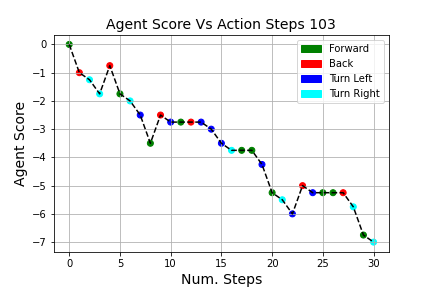 Agent Score Vs Action Steps 103
Forward
Back
Turn Left
Turn Right
Agent Score
0
−1
−2
−3
−4
−5
−6
−7
0 5 10 15 20 25 30
Num. Steps